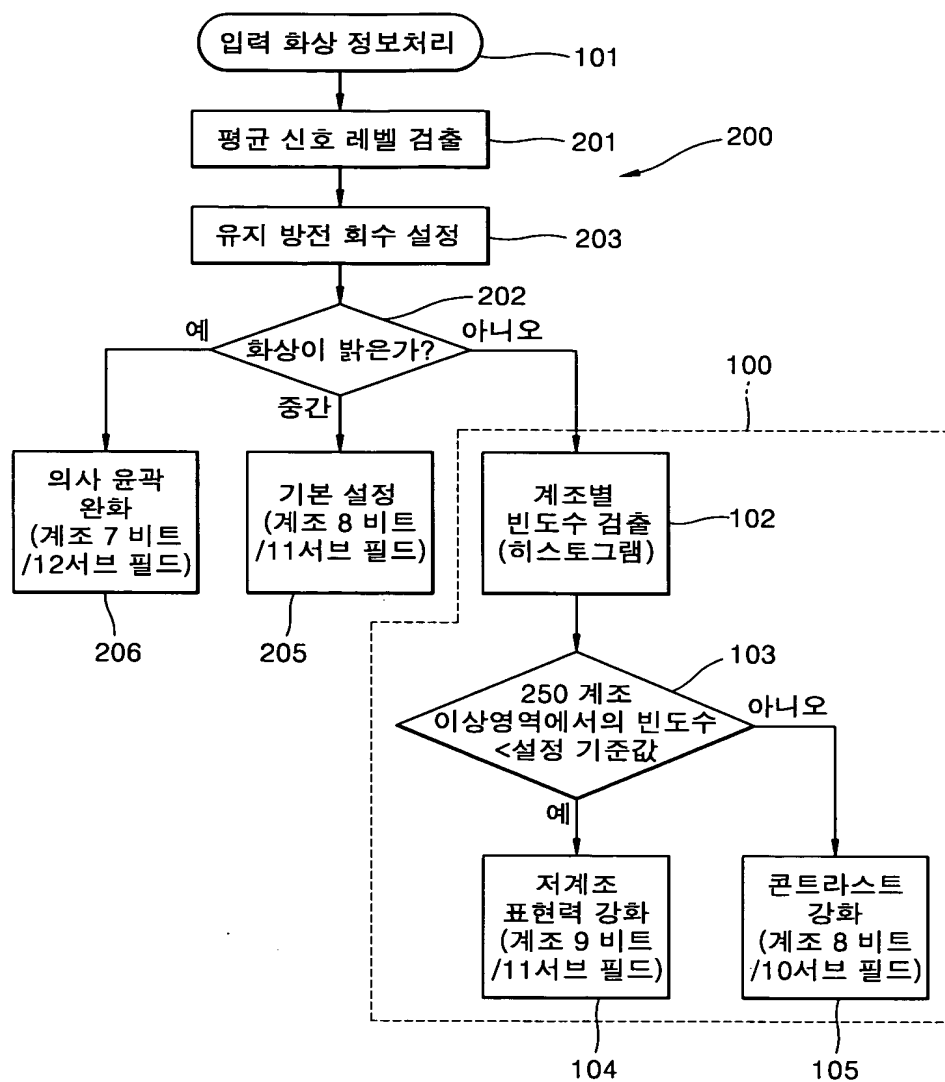 입력 화상 정보처리
101
평균 신호 레벨 검출
201
200
유지 방전 회수 설정
203
202
예
화상이 밝은가?
아니오
중간
100
의사 윤곽
완화
(계조 7 비트
/12서브 필드)
206
기본 설정
(계조 8 비트
/11서브 필드)
205
계조별
빈도수 검출
(히스토그램)
102
103
250 계조
이상영역에서의 빈도수
<설정 기준값
아니오
예
저계조
표현력 강화
(계조 9 비트
/11서브 필드)
104
콘트라스트
강화
(계조 8 비트
/10서브 필드)
105